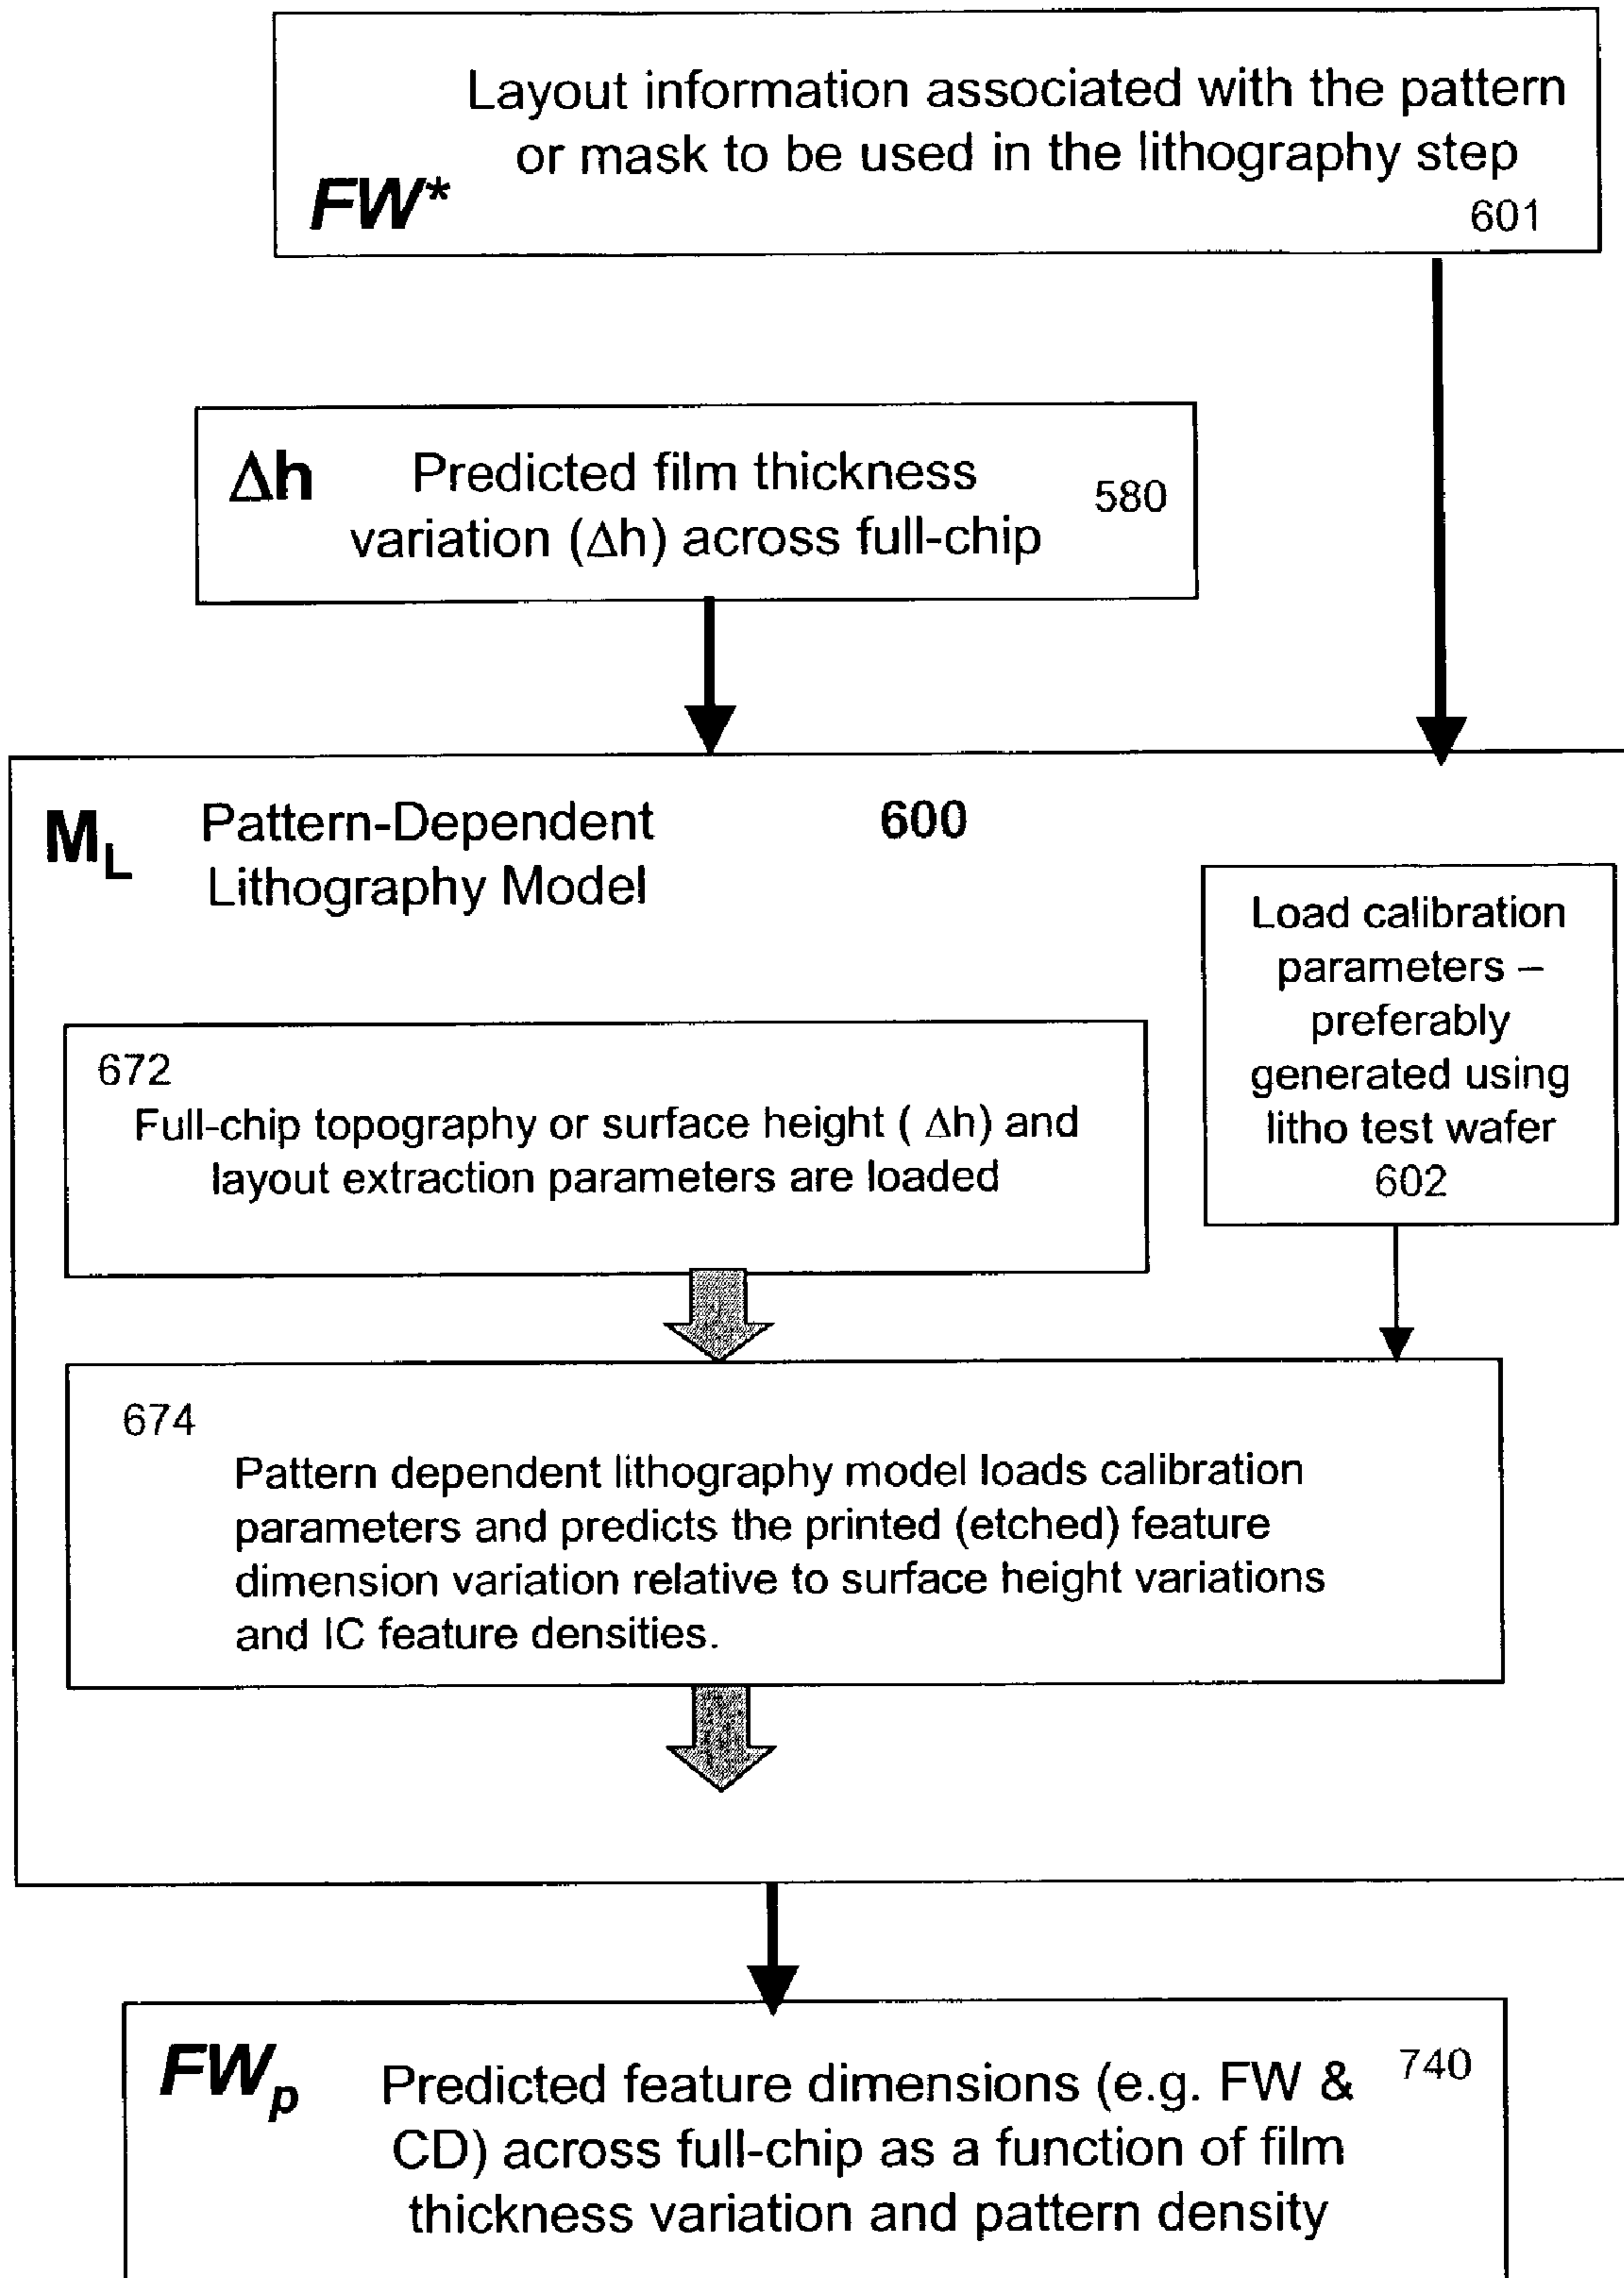 Layout information associated with the pattern
or mask to be used in the lithography step
FW*
601
Δh
Predicted film thickness
variation (Δh) across full-chip
580
M_L
Pattern-Dependent
Lithography Model
600
Load calibration
parameters –
preferably
generated using
litho test wafer
602
672
Full-chip topography or surface height ( Δh) and
layout extraction parameters are loaded
674
Pattern dependent lithography model loads calibration
parameters and predicts the printed (etched) feature
dimension variation relative to surface height variations
and IC feature densities.
FW_p
Predicted feature dimensions (e.g. FW &
CD) across full-chip as a function of film
thickness variation and pattern density
740